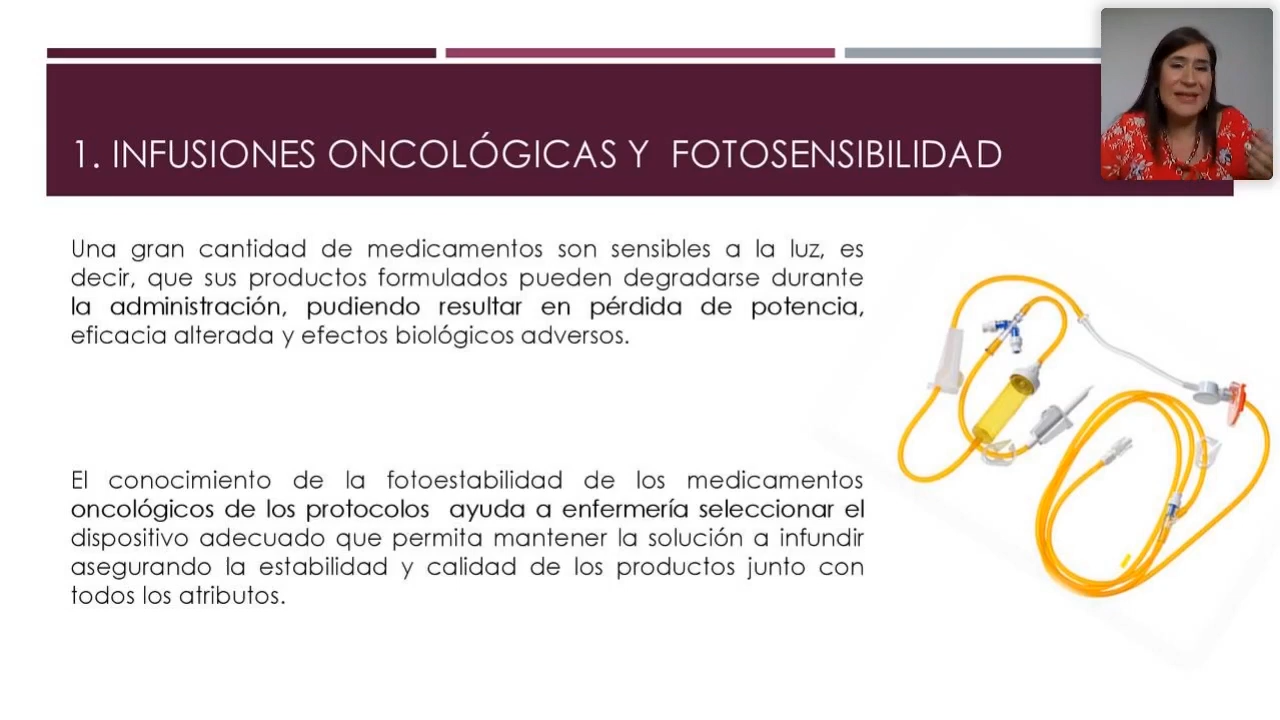 1. INFUSIONES ONCOLÓGICAS Y FOTOSENSIBILIDAD
Una gran cantidad de medicamentos son sensibles a la luz, es
decir, que sus productos formulados pueden degradarse durante
la administración, pudiendo resultar en pérdida de potencia,
eficacia alterada y efectos biológicos adversos.
El conocimiento de la fotoestabilidad de los medicamentos
oncológicos de los protocolos ayuda a enfermería seleccionar el
dispositivo adecuado que permita mantener la solución a infundir
asegurando la estabilidad y calidad de los productos junto con
todos los atributos.